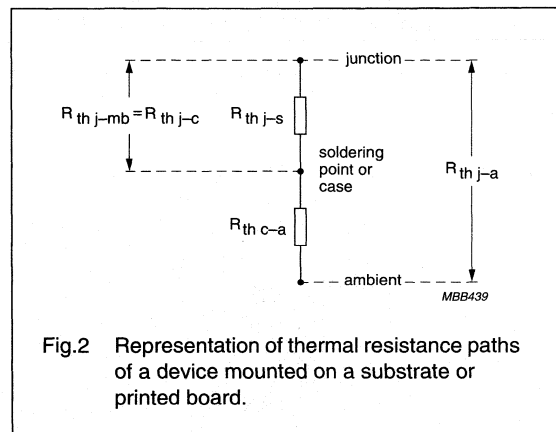 junction
R th j–mb = R th j–c
R th j–s
soldering
point or
case
R th j–a
R th c–a
ambient
MBB439
Fig.2 Representation of thermal resistance paths
of a device mounted on a substrate or
printed board.